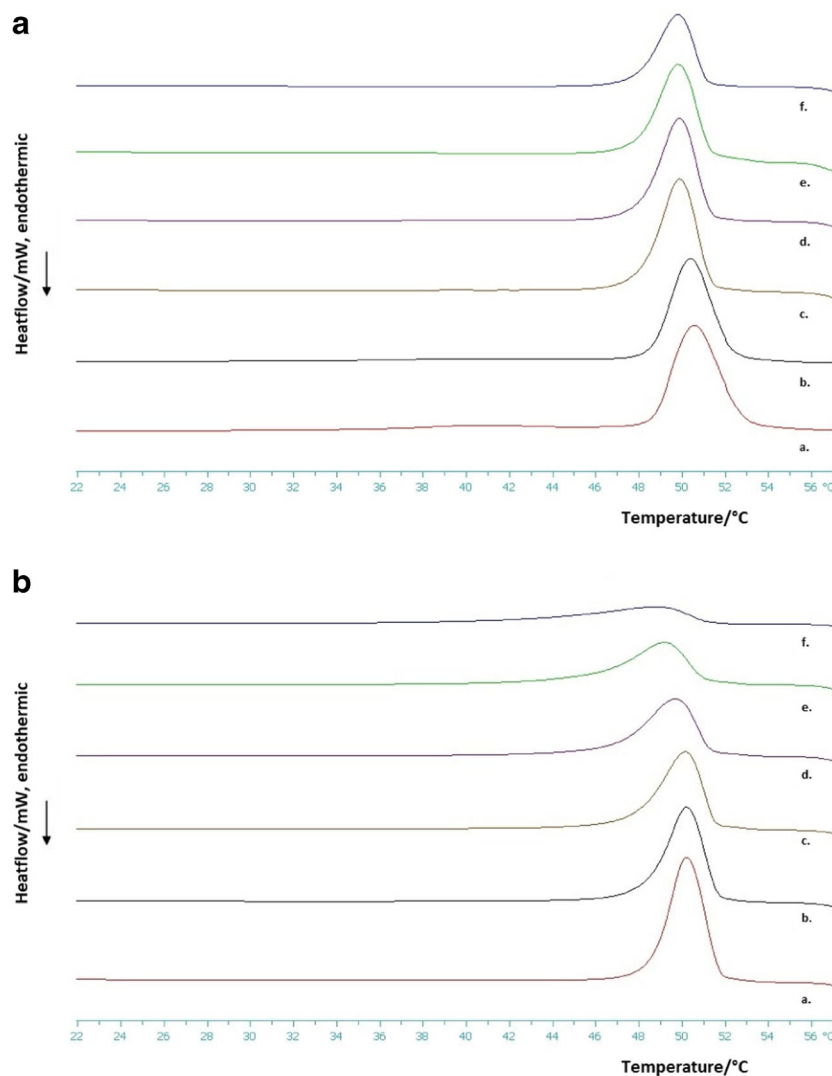 a
Heatflow/mW, endothermic
f.
e.
d.
c.
b.
a.
22 24 26 28 30 32 34 36 38 40 42 44 46 48 50 52 54 56 °C
Temperature/°C
b
Heatflow/mW, endothermic
f.
e.
d.
c.
b.
a.
22 24 26 28 30 32 34 36 38 40 42 44 46 48 50 52 54 56 °C
Temperature/°C